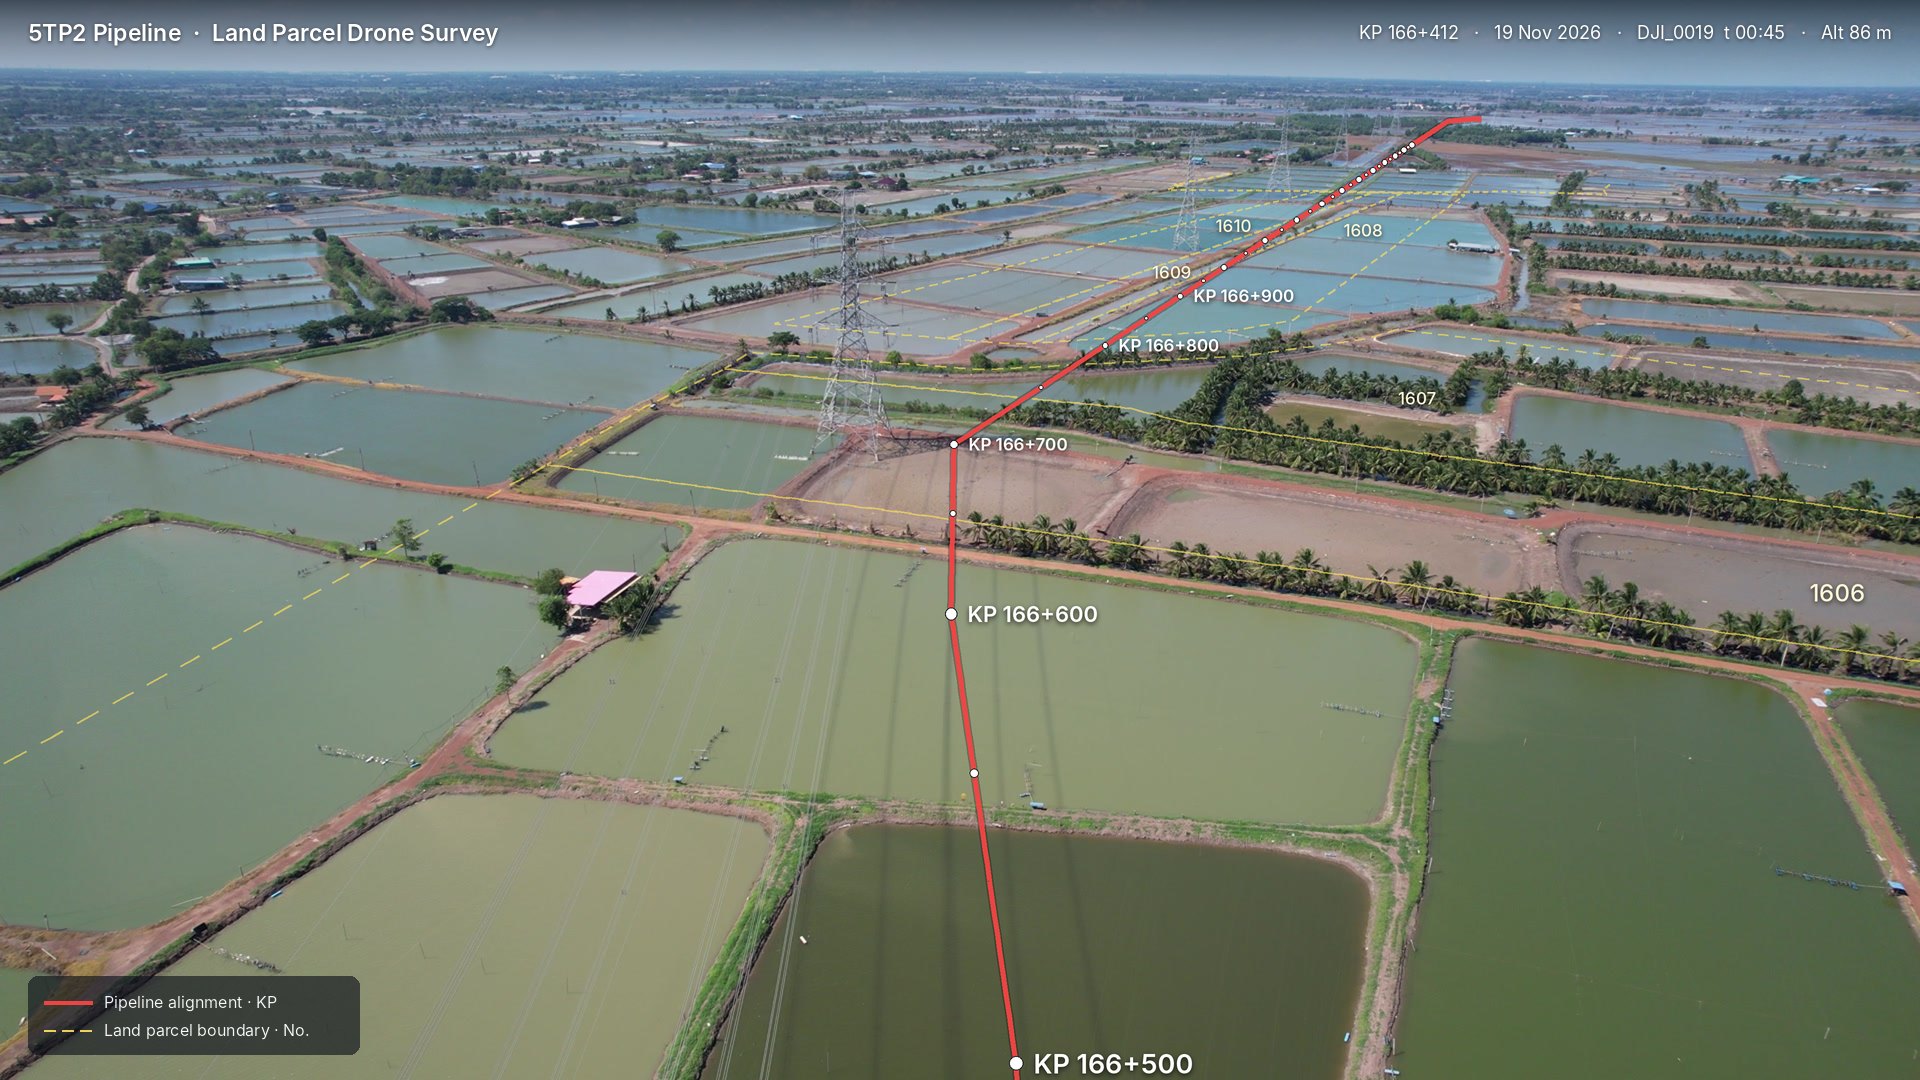 5TP2 Pipeline · Land Parcel Drone Survey
KP 166+412 · 19 Nov 2026 · DJI_0019 t 00:45 · Alt 86 m
1610
1608
1609
KP 166+900
KP 166+800
1607
KP 166+700
1606
KP 166+600
KP 166+500
Pipeline alignment · KP
Land parcel boundary · No.